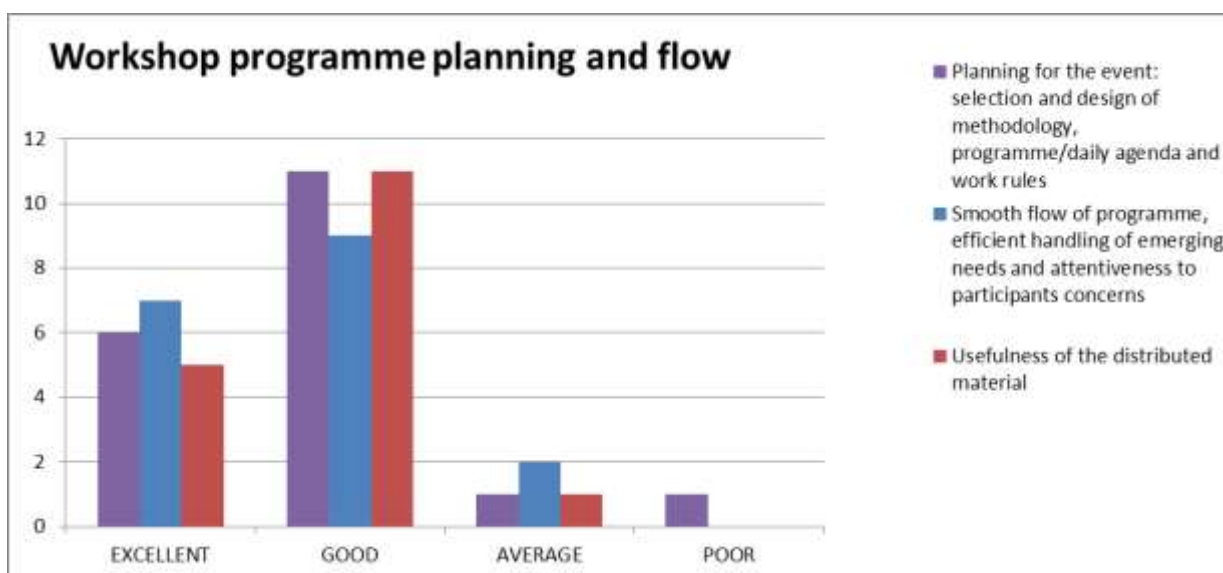 Workshop programme planning and flow
12
10
8
6
4
2
0
EXCELLENT GOOD AVERAGE POOR
Planning for the event:
selection and design of
methodology,
programme/daily agenda and
work rules
Smooth flow of programme,
efficient handling of emerging
needs and attentiveness to
participants concerns
Usefulness of the distributed
material